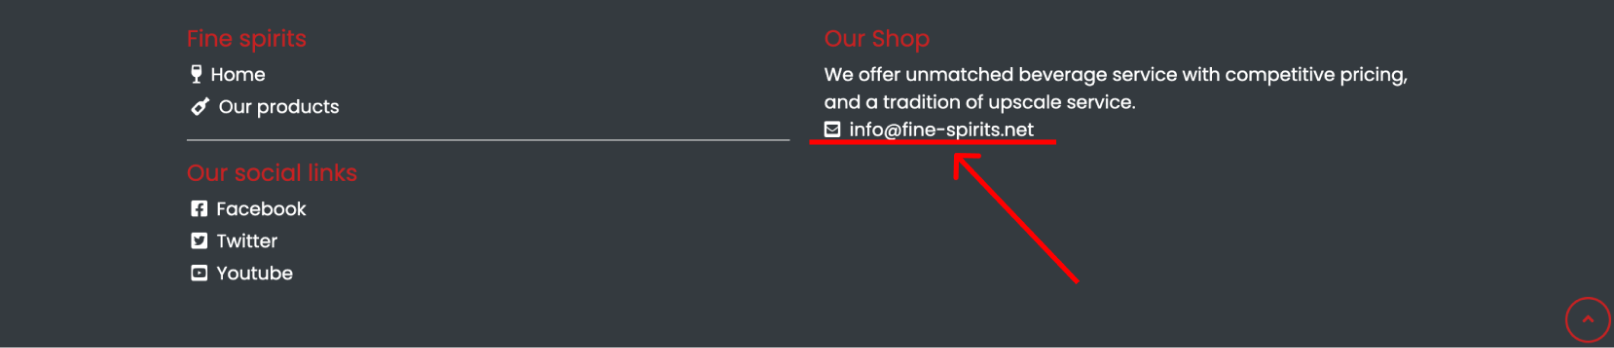 Fine spirits
Home
Our products
Our social links
Facebook
Twitter
Youtube
Our Shop
We offer unmatched beverage service with competitive pricing,
and a tradition of upscale service.
info@fine-spirits.net